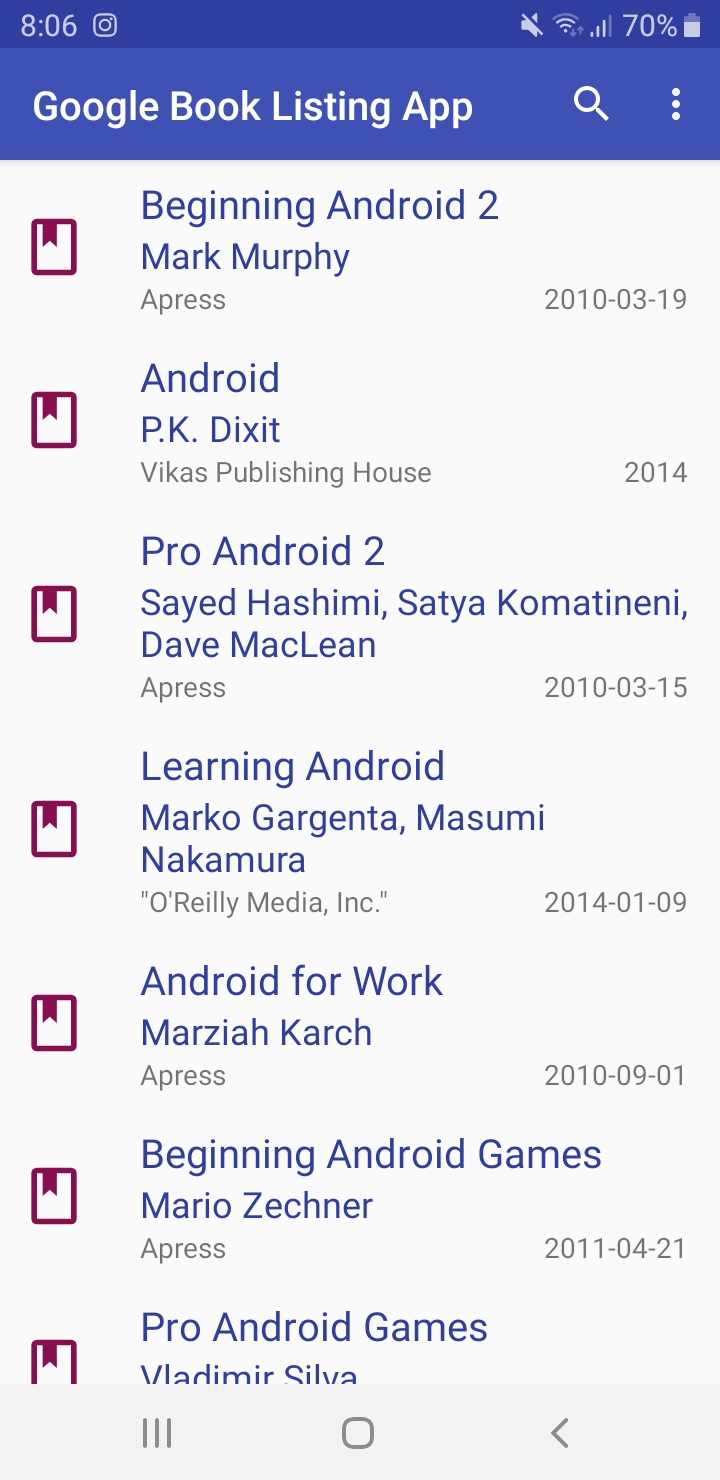 8:06 70%
Google Book Listing App
Beginning Android 2
Mark Murphy
Apress 2010-03-19
Android
P.K. Dixit
Vikas Publishing House 2014
Pro Android 2
Sayed Hashimi, Satya Komatineni,
Dave MacLean
Apress 2010-03-15
Learning Android
Marko Gargenta, Masumi
Nakamura
"O'Reilly Media, Inc." 2014-01-09
Android for Work
Marziah Karch
Apress 2010-09-01
Beginning Android Games
Mario Zechner
Apress 2011-04-21
Pro Android Games
Vladimir Silva